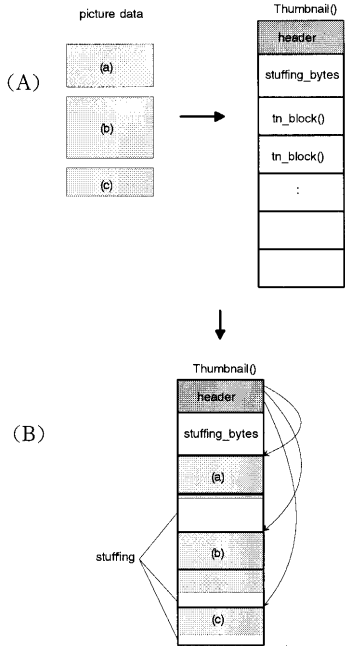 Thumbnail()
picture data
header
(a)
(A)
stuffing_bytes
(b)
tn_block()
tn_block()
(c)
:
Thumbnail()
header
(B)
stuffing_bytes
(a)
stuffing
(b)
(c)